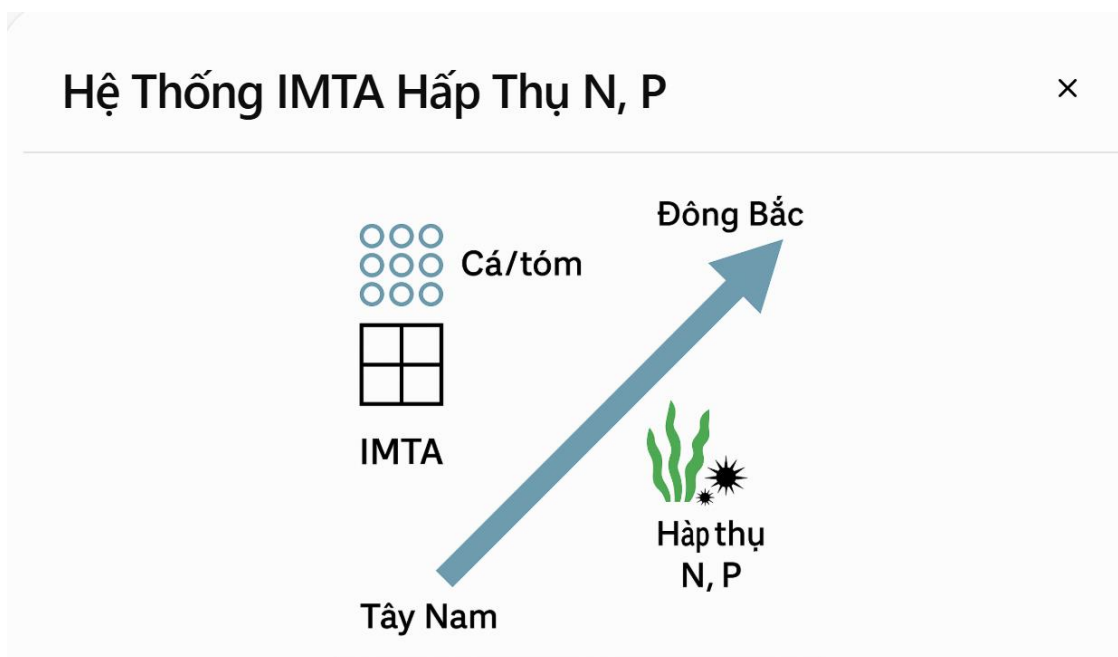 Hệ Thống IMTA Hấp Thụ N, P
Đông Bắc
Cá/tóm
IMTA
Hàp thụ
N, P
Tây Nam